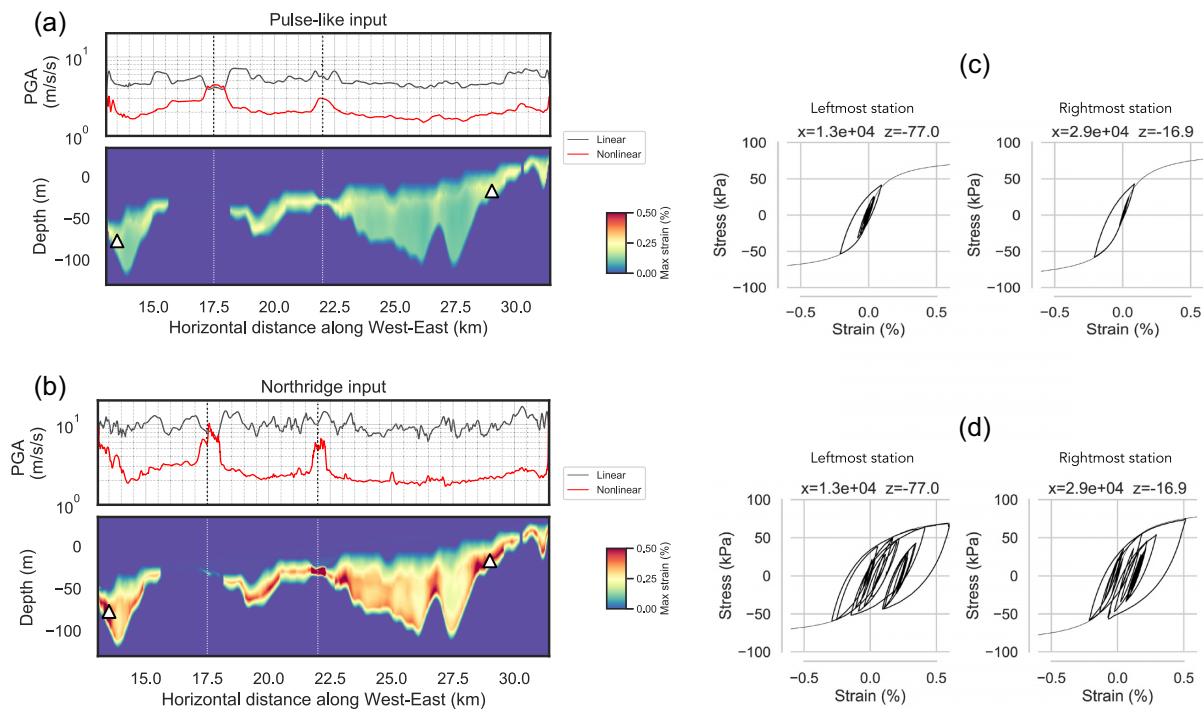 (a)
Pulse-like input
PGA
(m/s/s)
10¹
10⁰
Linear
Nonlinear
Depth (m)
0
−50
−100
0.50
0.25
0.00
Max strain (%)
15.0 17.5 20.0 22.5 25.0 27.5 30.0
Horizontal distance along West-East (km)
(b)
Northridge input
PGA
(m/s/s)
10¹
10⁰
Linear
Nonlinear
Depth (m)
0
−50
−100
0.50
0.25
0.00
Max strain (%)
15.0 17.5 20.0 22.5 25.0 27.5 30.0
Horizontal distance along West-East (km)
(c)
Leftmost station
x=1.3e+04 z=-77.0
Stress (kPa)
100
50
0
−50
−100
−0.5 0.0 0.5
Strain (%)
Rightmost station
x=2.9e+04 z=-16.9
Stress (kPa)
100
50
0
−50
−100
−0.5 0.0 0.5
Strain (%)
(d)
Leftmost station
x=1.3e+04 z=-77.0
Stress (kPa)
100
50
0
−50
−100
−0.5 0.0 0.5
Strain (%)
Rightmost station
x=2.9e+04 z=-16.9
Stress (kPa)
100
50
0
−50
−100
−0.5 0.0 0.5
Strain (%)